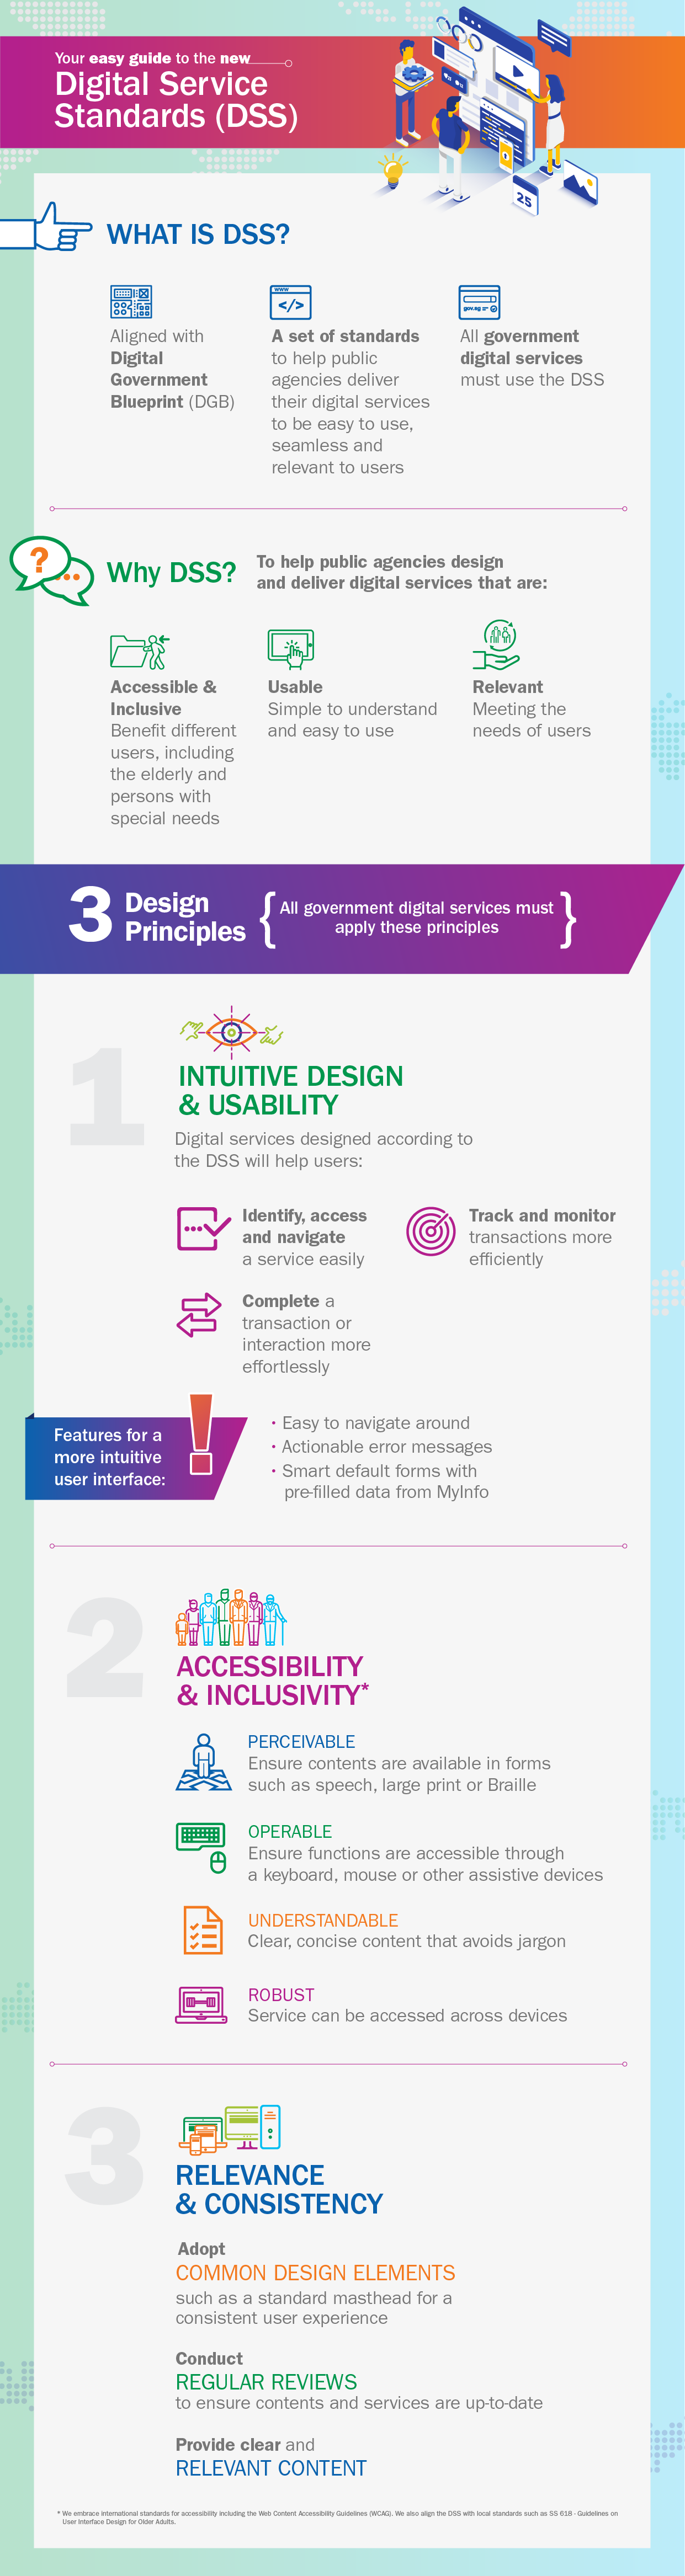 Your easy guide to the new
Digital Service
Standards (DSS)
25
WHAT IS DSS?
Aligned with
Digital
Government
Blueprint (DGB)
www
</>
A set of standards
to help public
agencies deliver
their digital services
to be easy to use,
seamless and
relevant to users
gov.sg
All government
digital services
must use the DSS
?
Why DSS?
To help public agencies design
and deliver digital services that are:
Accessible &
Inclusive
Benefit different
users, including
the elderly and
persons with
special needs
Usable
Simple to understand
and easy to use
Relevant
Meeting the
needs of users
3 Design
Principles
{ All government digital services must
apply these principles }
1
INTUITIVE DESIGN
& USABILITY
Digital services designed according to
the DSS will help users:
Identify, access
and navigate
a service easily
Track and monitor
transactions more
efficiently
Complete a
transaction or
interaction more
effortlessly
Features for a
more intuitive
user interface:
!
• Easy to navigate around
• Actionable error messages
• Smart default forms with
pre-filled data from MyInfo
2
ACCESSIBILITY
& INCLUSIVITY*
PERCEIVABLE
Ensure contents are available in forms
such as speech, large print or Braille
OPERABLE
Ensure functions are accessible through
a keyboard, mouse or other assistive devices
UNDERSTANDABLE
Clear, concise content that avoids jargon
ROBUST
Service can be accessed across devices
3
RELEVANCE
& CONSISTENCY
Adopt
COMMON DESIGN ELEMENTS
such as a standard masthead for a
consistent user experience
Conduct
REGULAR REVIEWS
to ensure contents and services are up-to-date
Provide clear and
RELEVANT CONTENT
* We embrace international standards for accessibility including the Web Content Accessibility Guidelines (WCAG). We also align the DSS with local standards such as SS 618 - Guidelines on
User Interface Design for Older Adults.